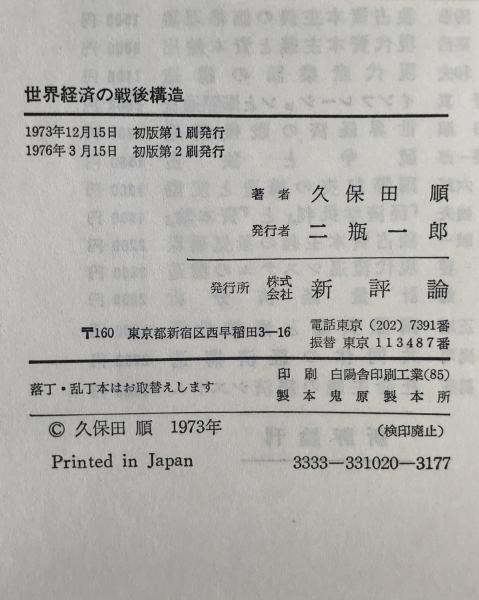 世界経済の戦後構造
1973年12月15日 初版第1刷発行
1976年3月15日 初版第2刷発行
著者 久保田順
発行者 二瓶一郎
発行所 株式会社 新評論
〒160 東京都新宿区西早稲田3—16 電話東京(202)7391番
振替東京113487番
落丁・乱丁本はお取替えします 印刷 白陽舎印刷工業(85)
製本 鬼原製本所
© 久保田順 1973年 (検印廃止)
Printed in Japan 3333—331020—3177